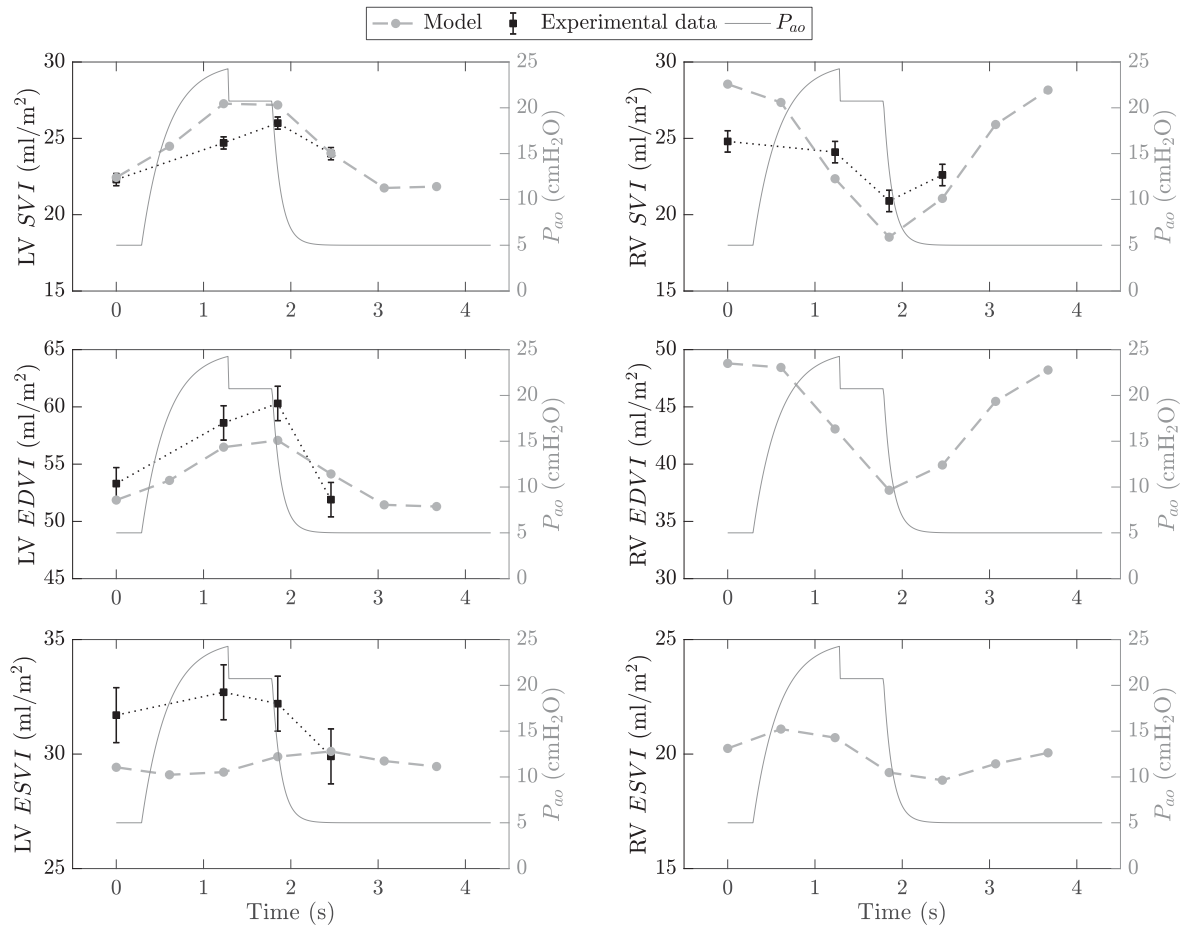 Model Experimental data P_ao
30 25 30 25
25 20 25 20
20 15 20 15
15 10 15 10
5 5
0 0
LV SVI (ml/m²) P_ao (cmH₂O) RV SVI (ml/m²) P_ao (cmH₂O)
0 1 2 3 4 0 1 2 3 4
65 25 50 25
60 20 45 20
55 15 40 15
50 10 35 10
45 5 30 5
0 0
LV EDVI (ml/m²) P_ao (cmH₂O) RV EDVI (ml/m²) P_ao (cmH₂O)
0 1 2 3 4 0 1 2 3 4
35 25 25 25
30 20 20 20
25 15 15 15
10 10
5 5
0 0
LV ESVI (ml/m²) P_ao (cmH₂O) RV ESVI (ml/m²) P_ao (cmH₂O)
0 1 2 3 4 0 1 2 3 4
Time (s) Time (s)